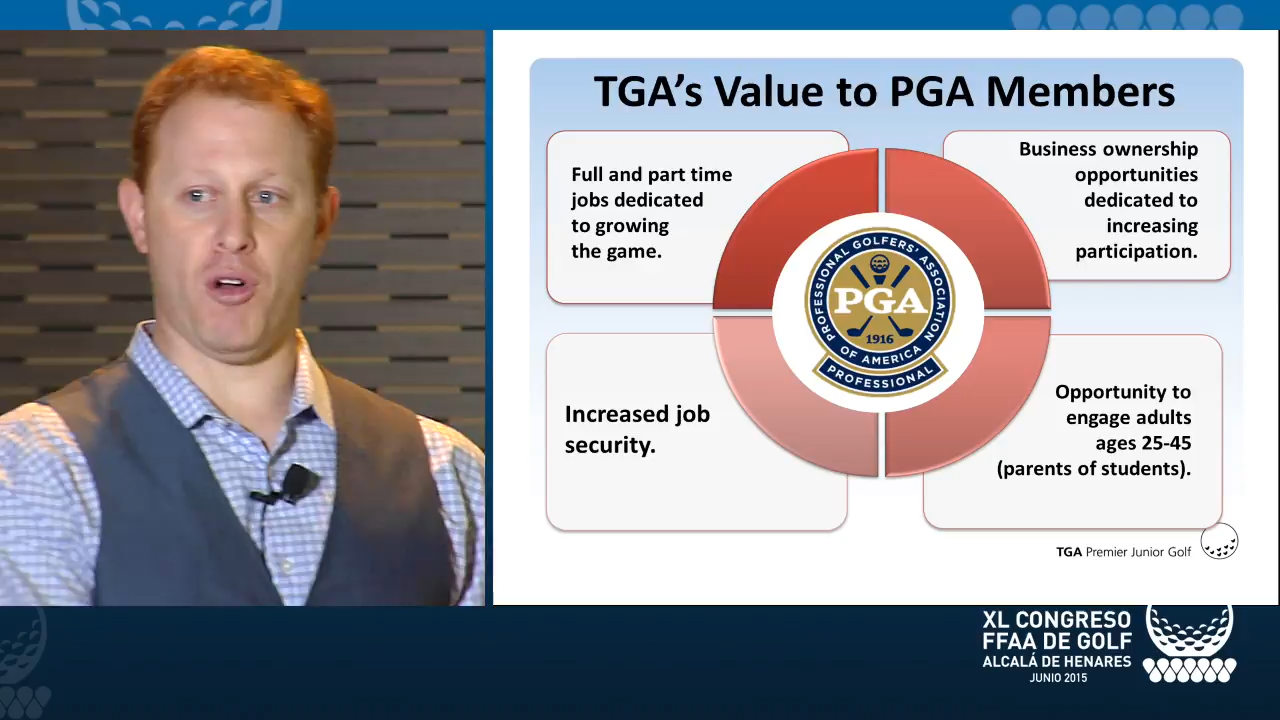 TGA's Value to PGA Members
Full and part time
jobs dedicated
to growing
the game.
Business ownership
opportunities
dedicated to
increasing
participation.
PROFESSIONAL GOLFERS' ASSOCIATION
PGA
1916
OF AMERICA
PROFESSIONAL
Increased job
security.
Opportunity to
engage adults
ages 25-45
(parents of students).
TGA Premier Junior Golf
XL CONGRESO
FFAA DE GOLF
ALCALÁ DE HENARES
JUNIO 2015